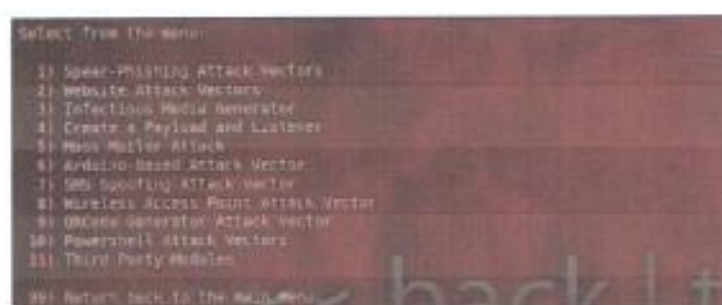 Select from the menu:
1) Spear-Phishing Attack Vectors
2) Website Attack Vectors
3) Infectious Media Generator
4) Create a Payload and Listener
5) Mass Mailer Attack
6) Arduino-Based Attack Vector
7) SMS Spoofing Attack Vector
8) Wireless Access Point Attack Vector
9) QRCode Generator Attack Vector
10) Powershell Attack Vectors
11) Third Party Modules
99) Return back to the main menu.
<< back | t